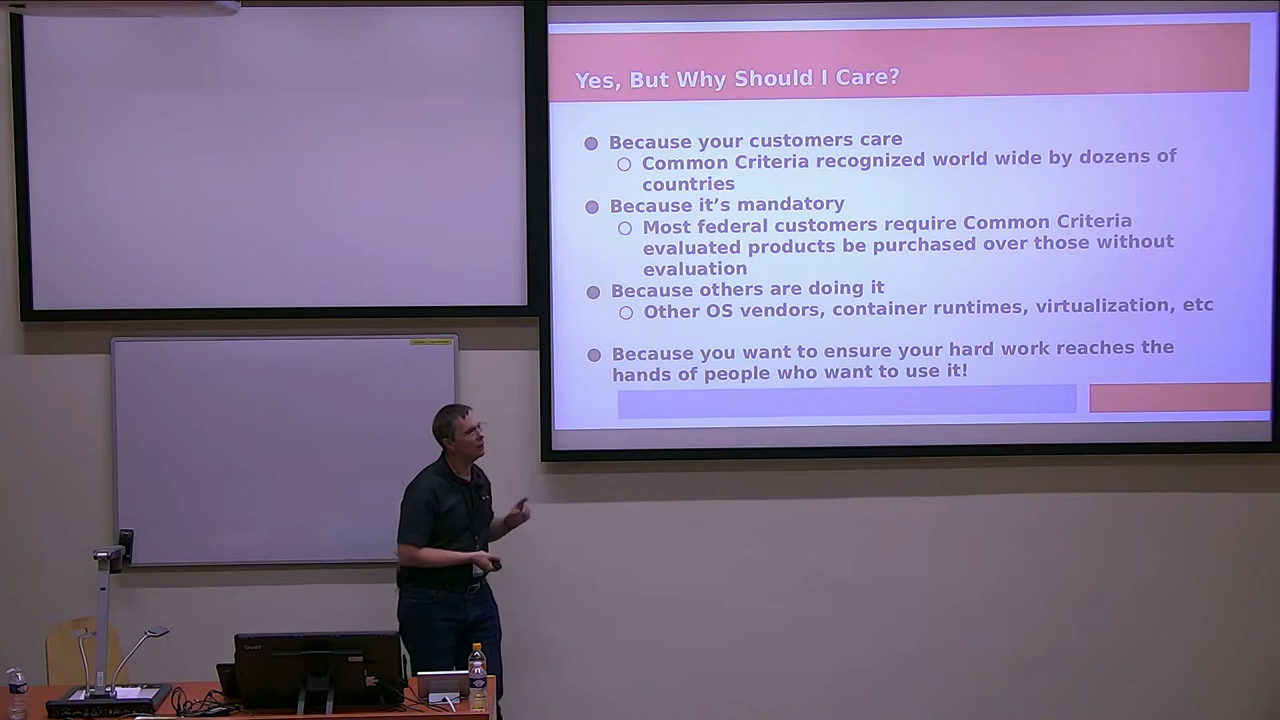 Yes, But Why Should I Care?
Because your customers care
Common Criteria recognized world wide by dozens of
countries
Because it’s mandatory
Most federal customers require Common Criteria
evaluated products be purchased over those without
evaluation
Because others are doing it
Other OS vendors, container runtimes, virtualization, etc
Because you want to ensure your hard work reaches the
hands of people who want to use it!